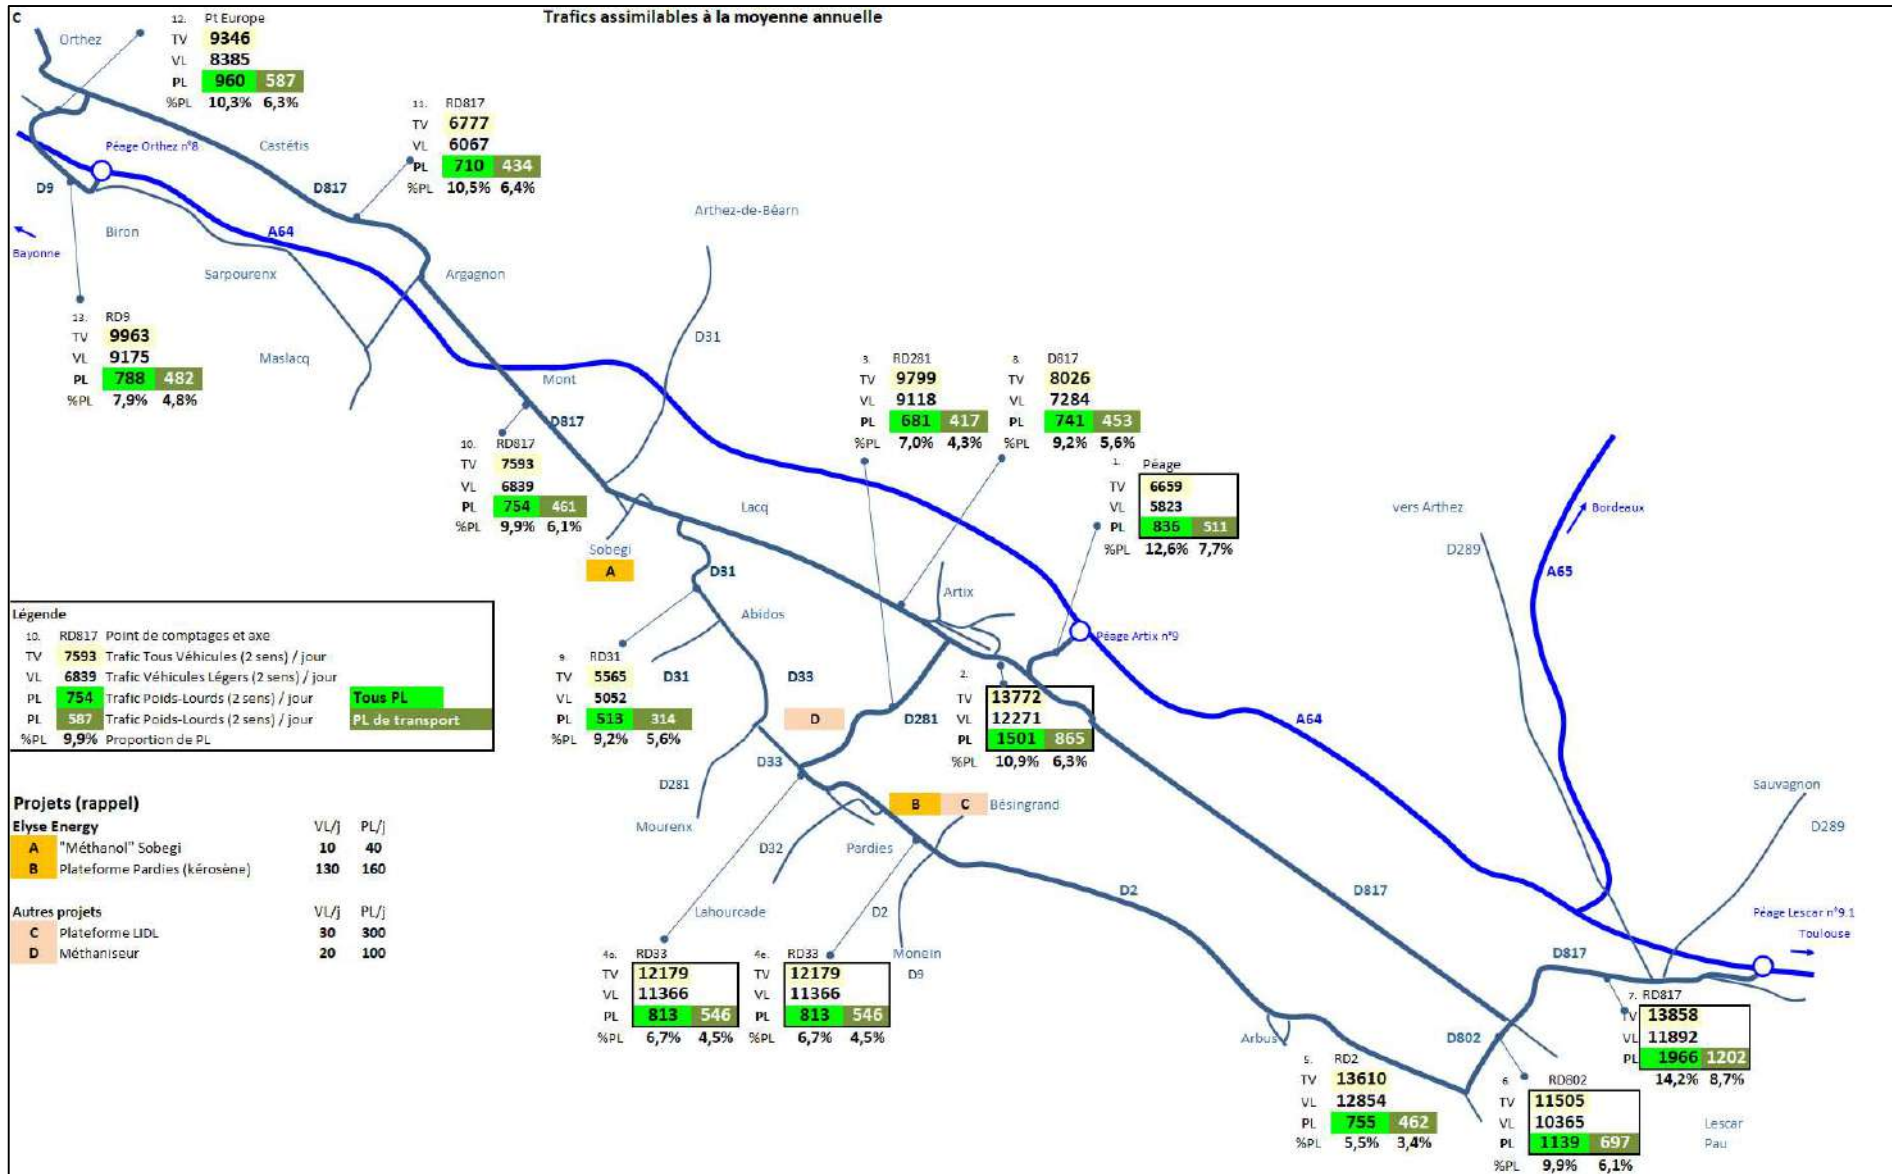 C
Trafics assimilables à la moyenne annuelle
12. Pt Europe
TV 9346
VL 8385
PL 960 587
%PL 10,3% 6,3%
Orthez
11. RD817
TV 6777
VL 6067
PL 710 434
%PL 10,5% 6,4%
Péage Orthez n°8
Castétis
D9
D817
Arthez-de-Béarn
Biron
A64
Bayonne
Sarpourenx
Argagnon
13. RD9
TV 9963
VL 9175
PL 788 482
%PL 7,9% 4,8%
Maslacq
D31
Mont
D817
3. RD281
TV 9799
VL 9118
PL 681 417
%PL 7,0% 4,3%
8. D817
TV 8026
VL 7284
PL 741 453
%PL 9,2% 5,6%
10. RD817
TV 7593
VL 6839
PL 754 461
%PL 9,9% 6,1%
1. Péage
TV 6659
VL 5823
PL 836 511
%PL 12,6% 7,7%
Lacq
vers Arthez
Bordeaux
D289
A65
Sobegi
A
D31
Artix
Abidos
Péage Artix n°9
Légende
10. RD817 Point de comptages et axe
TV 7593 Trafic Tous Véhicules (2 sens) / jour
VL 6839 Trafic Véhicules Légers (2 sens) / jour
PL 754 Trafic Poids-Lourds (2 sens) / jour Tous PL
PL 587 Trafic Poids-Lourds (2 sens) / jour PL de transport
%PL 9,9% Proportion de PL
9. RD31
TV 5565
VL 5052
PL 513 314
%PL 9,2% 5,6%
D31
D33
D
D281
2.
TV 13772
VL 12271
PL 1501 865
%PL 10,9% 6,3%
A64
D33
D281
Mourenx
B C Bésingrand
Sauvagnon
D289
D32
Pardies
Projets (rappel)
Elyse Energy VL/j PL/j
A "Méthanol" Sobegi 10 40
B Plateforme Pardies (kérosène) 130 160
Autres projets VL/j PL/j
C Plateforme LIDL 30 300
D Méthaniseur 20 100
D2
D817
Lahourcade
D2
Monein
D9
Péage Lescar n°9.1
Toulouse
4a. RD33
TV 12179
VL 11366
PL 813 546
%PL 6,7% 4,5%
4e. RD33
TV 12179
VL 11366
PL 813 546
%PL 6,7% 4,5%
D817
7. RD817
TV 13858
VL 11892
PL 1966 1202
14,2% 8,7%
Arbus
D802
5. RD2
TV 13610
VL 12854
PL 755 462
%PL 5,5% 3,4%
6. RD802
TV 11505
VL 10365
PL 1139 697
%PL 9,9% 6,1%
Lescar
Pau